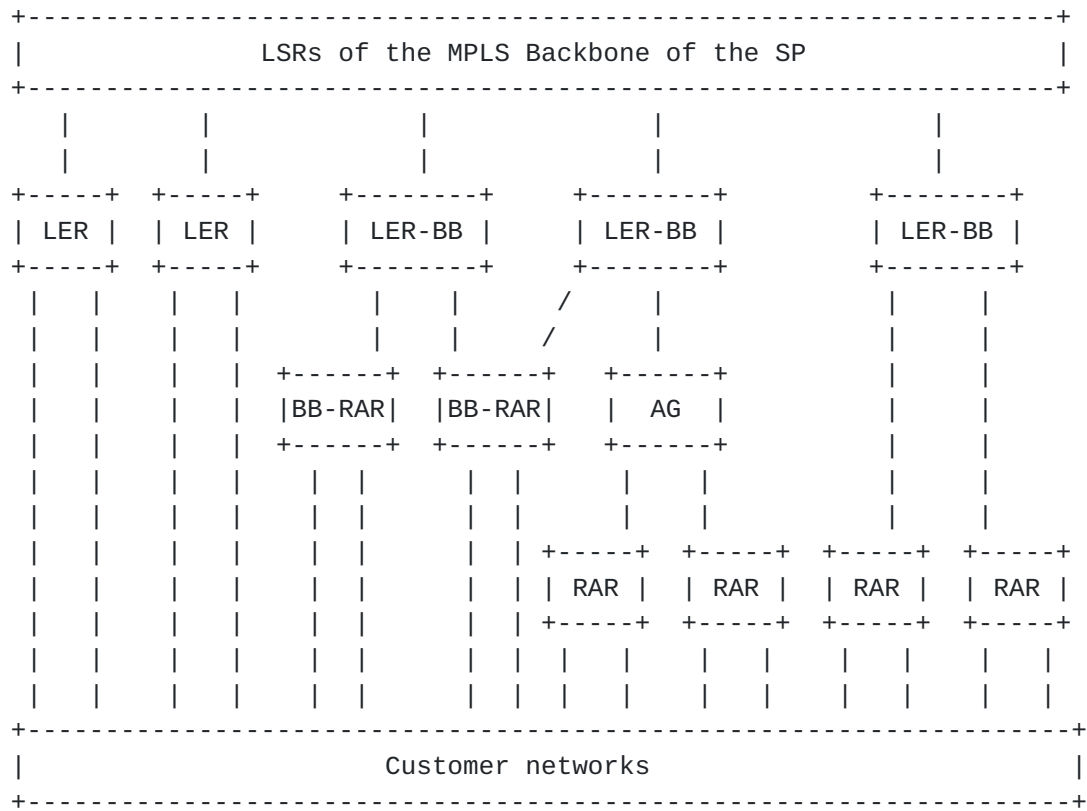 LSRs of the MPLS Backbone of the SP
LER LER LER-BB LER-BB LER-BB
BB-RAR BB-RAR AG
RAR RAR RAR RAR
Customer networks